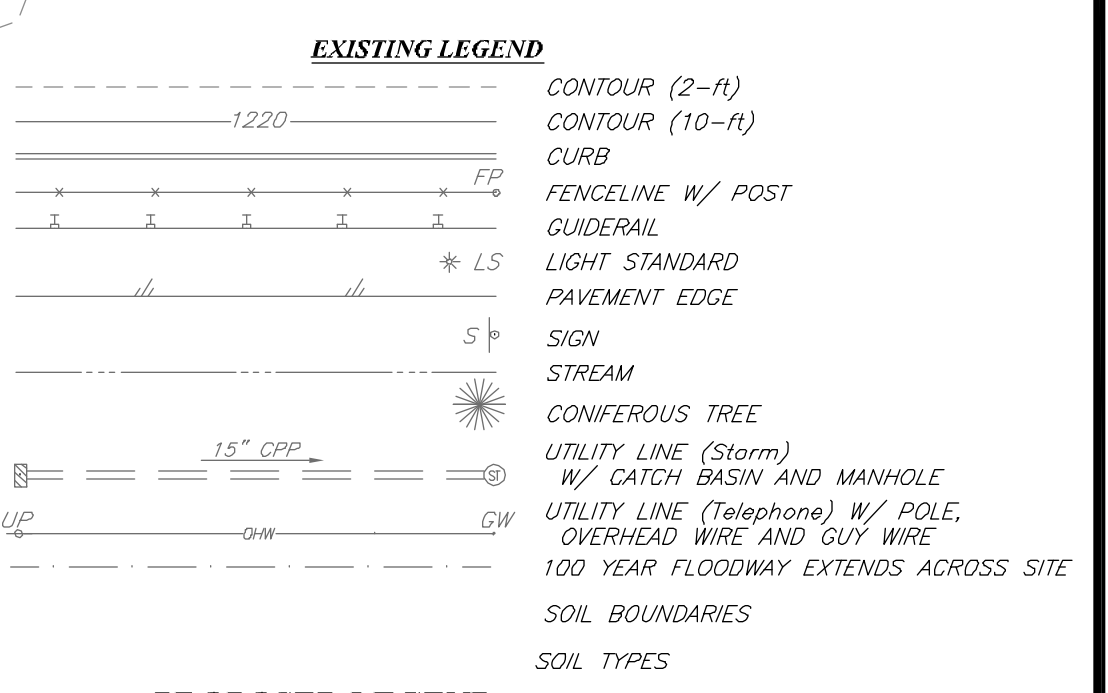 EXISTING LEGEND
CONTOUR (2-ft)
1220 CONTOUR (10-ft)
CURB
FP FENCELINE W/ POST
GUIDERAIL
LS LIGHT STANDARD
PAVEMENT EDGE
S SIGN
STREAM
CONIFEROUS TREE
15" CPP UTILITY LINE (Storm)
ST W/ CATCH BASIN AND MANHOLE
UP GW UTILITY LINE (Telephone) W/ POLE,
OHW OVERHEAD WIRE AND GUY WIRE
100 YEAR FLOODWAY EXTENDS ACROSS SITE
SOIL BOUNDARIES
SOIL TYPES